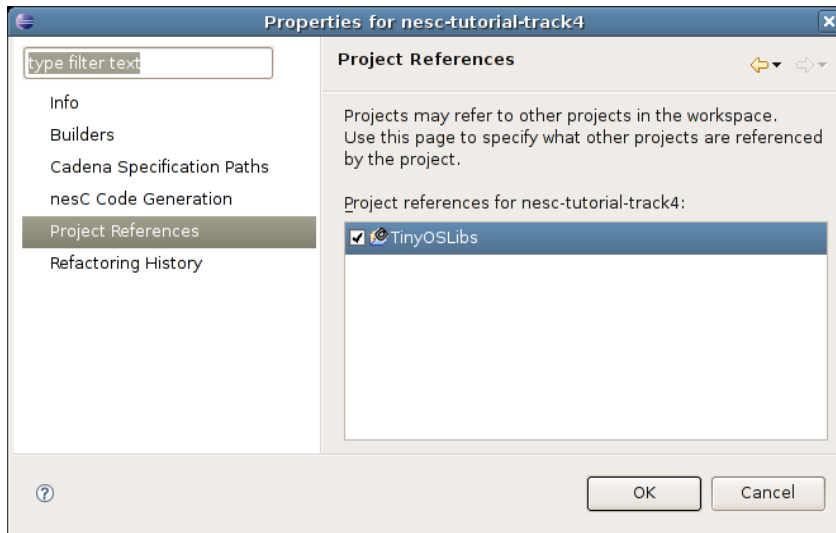 Properties for nesc-tutorial-track4
type filter text
Info
Builders
Cadena Specification Paths
nesC Code Generation
Project References
Refactoring History
Project References
Projects may refer to other projects in the workspace.
Use this page to specify what other projects are referenced
by the project.
Project references for nesc-tutorial-track4:
TinyOSLibs
OK
Cancel